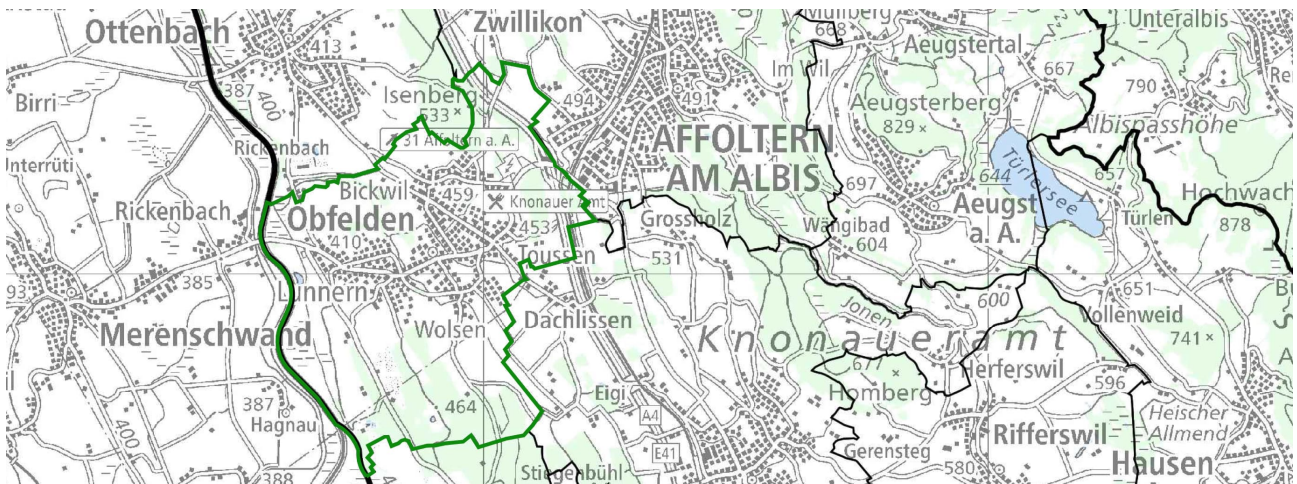 Zwillikon
Mühlberg
668
Unteralbis
Ottenbach
413
Aeugstertal
667
790
Im Wil
387
400
Isenberg
533
494
491
Aeugsterberg
829
Albispasshöhe
Birri
31 Affoltern a. A.
AFFOLTERN
AM ALBIS
Rickenbach
Türlersee
644
657
Hochwach
Bickwil
459
697
Knonauer Amt
Rickenbach
Obfelden
Grossholz
Aeugst
a. A.
Türlen
878
Wängibad
604
453
410
Toussen
531
385
93
Lunnern
600
651
Vollenweid
Jonen
Merenschwand
Wolsen
Dachlissen
Knonaueramt
741
677
Herferswil
596
Homberg
Eigi
387
Hagnau
464
A4
Heischer
Allmend
400
Rifferswil
E41
Gerensteg
Hausen
388
Stiegenbühl
580